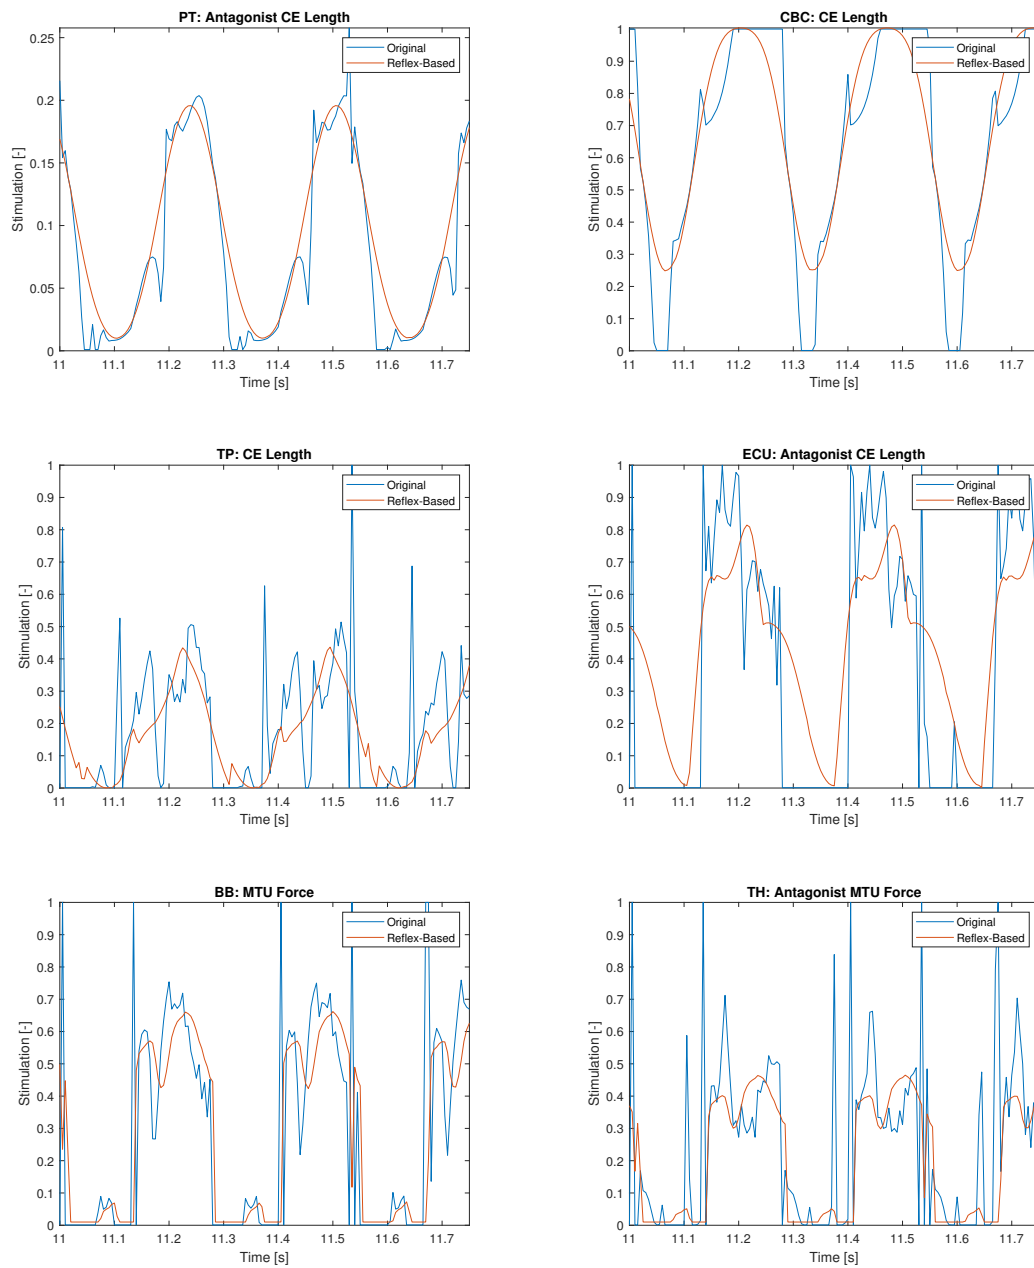 PT: Antagonist CE Length
0.25
0.2
0.15
0.1
0.05
0
11 11.1 11.2 11.3 11.4 11.5 11.6 11.7
Stimulation [-]
Time [s]
Original
Reflex-Based
CBC: CE Length
1
0.9
0.8
0.7
0.6
0.5
0.4
0.3
0.2
0.1
0
11 11.1 11.2 11.3 11.4 11.5 11.6 11.7
Stimulation [-]
Time [s]
Original
Reflex-Based
TP: CE Length
1
0.9
0.8
0.7
0.6
0.5
0.4
0.3
0.2
0.1
0
11 11.1 11.2 11.3 11.4 11.5 11.6 11.7
Stimulation [-]
Time [s]
Original
Reflex-Based
ECU: Antagonist CE Length
1
0.9
0.8
0.7
0.6
0.5
0.4
0.3
0.2
0.1
0
11 11.1 11.2 11.3 11.4 11.5 11.6 11.7
Stimulation [-]
Time [s]
Original
Reflex-Based
BB: MTU Force
1
0.9
0.8
0.7
0.6
0.5
0.4
0.3
0.2
0.1
0
11 11.1 11.2 11.3 11.4 11.5 11.6 11.7
Stimulation [-]
Time [s]
Original
Reflex-Based
TH: Antagonist MTU Force
1
0.9
0.8
0.7
0.6
0.5
0.4
0.3
0.2
0.1
0
11 11.1 11.2 11.3 11.4 11.5 11.6 11.7
Stimulation [-]
Time [s]
Original
Reflex-Based